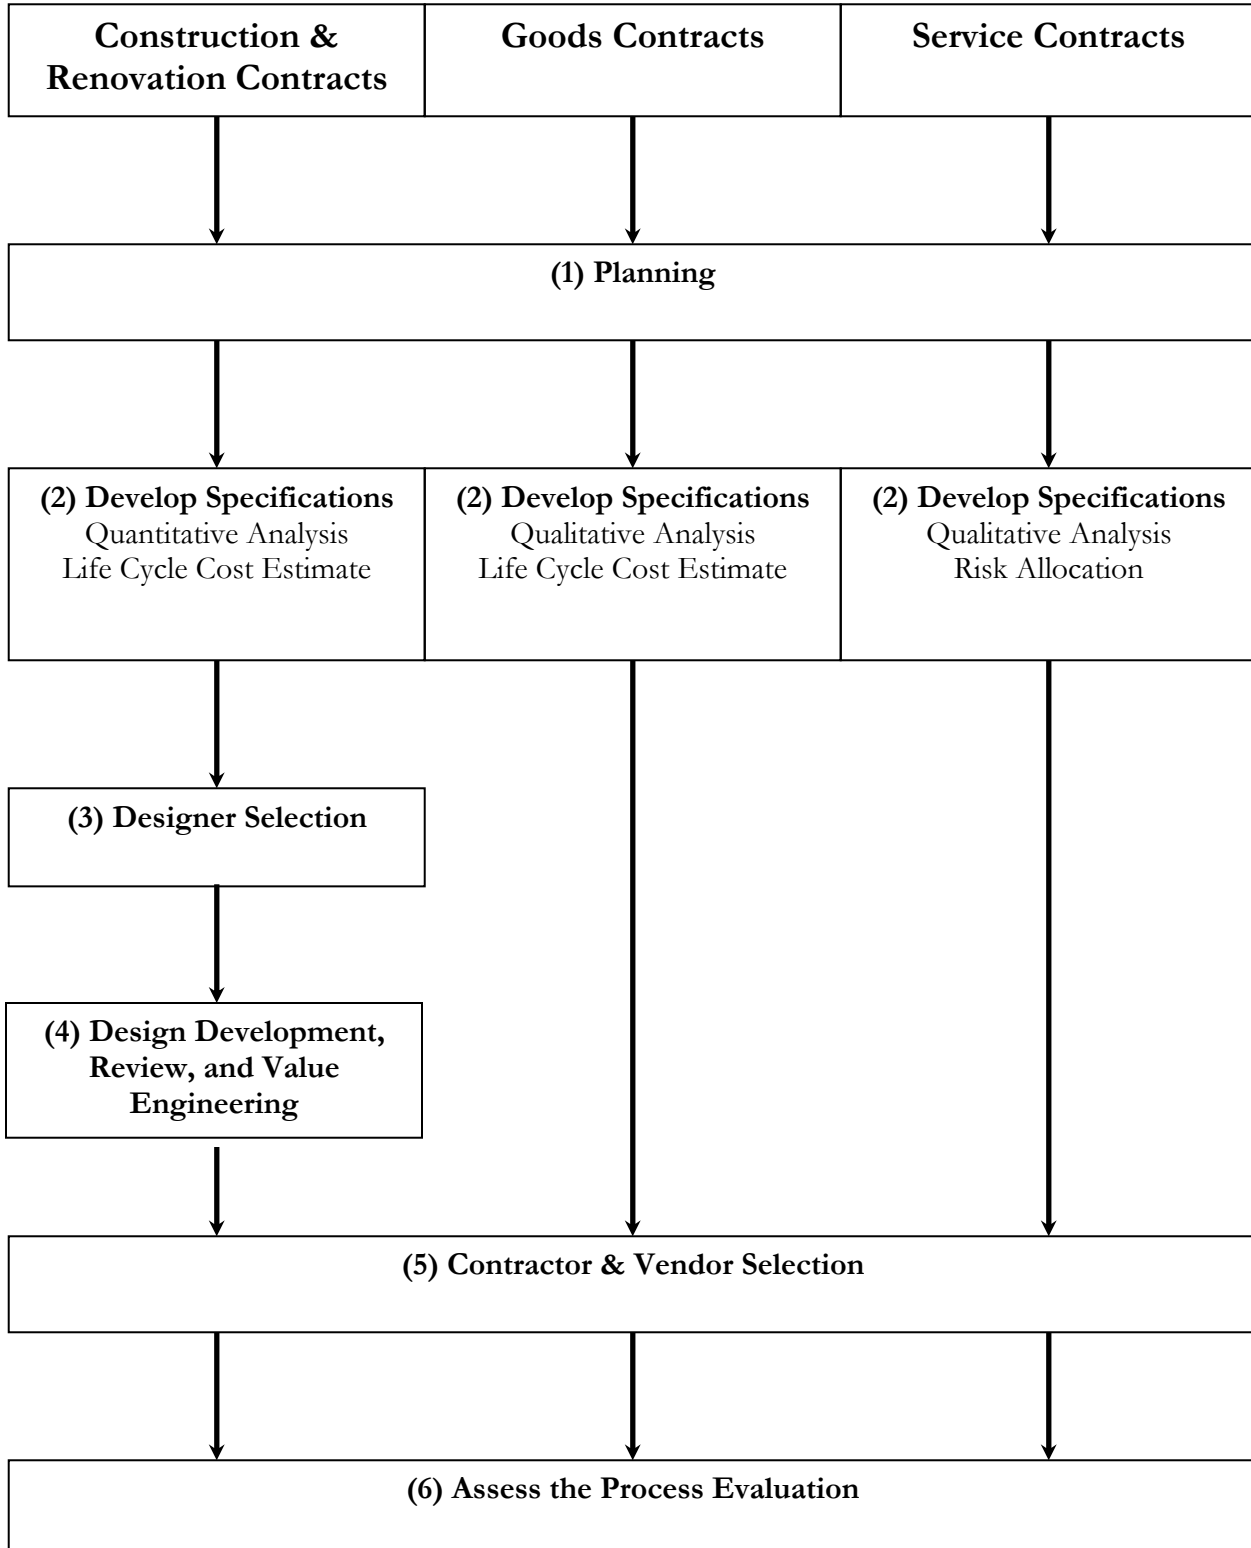 Construction &
Renovation Contracts
Goods Contracts
Service Contracts
(1) Planning
(2) Develop Specifications
Quantitative Analysis
Life Cycle Cost Estimate
(2) Develop Specifications
Qualitative Analysis
Life Cycle Cost Estimate
(2) Develop Specifications
Qualitative Analysis
Risk Allocation
(3) Designer Selection
(4) Design Development,
Review, and Value
Engineering
(5) Contractor & Vendor Selection
(6) Assess the Process Evaluation